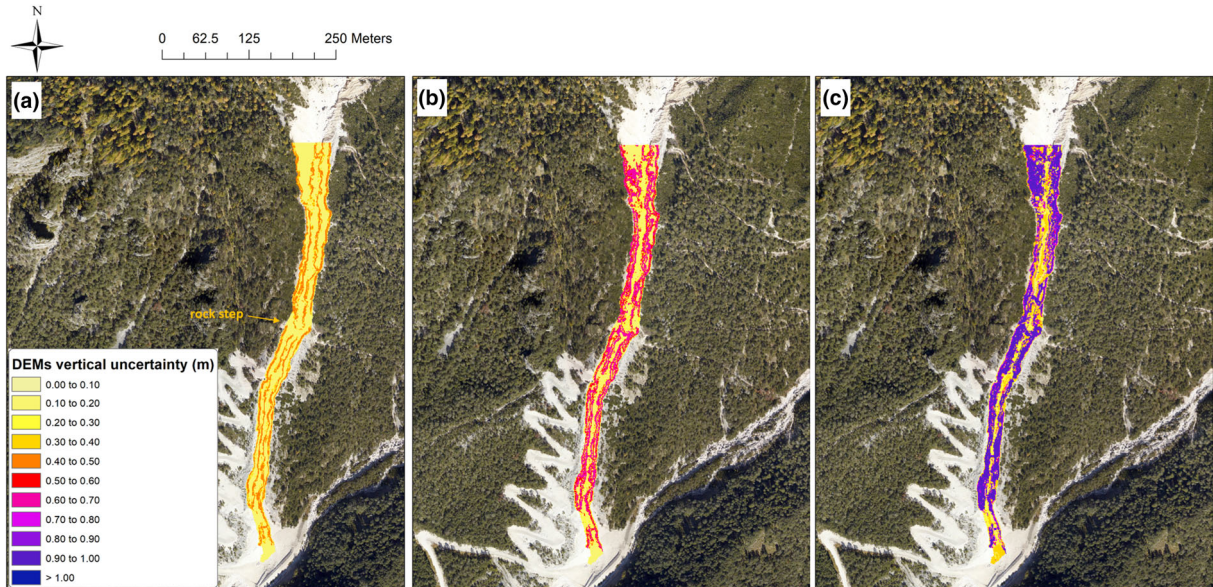 N
0 62.5 125 250 Meters
(a)
(b)
(c)
rock step
DEMs vertical uncertainty (m)
0.00 to 0.10
0.10 to 0.20
0.20 to 0.30
0.30 to 0.40
0.40 to 0.50
0.50 to 0.60
0.60 to 0.70
0.70 to 0.80
0.80 to 0.90
0.90 to 1.00
> 1.00